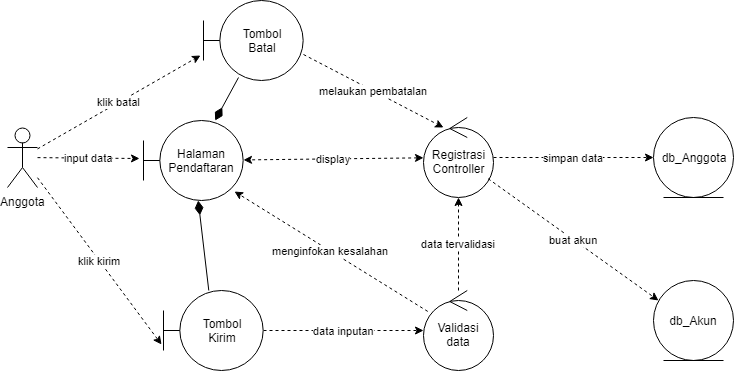 Tombol
Batal
klik batal
melaukan pembatalan
Anggota
input data
Halaman
Pendaftaran
display
Registrasi
Controller
simpan data
db_Anggota
klik kirim
menginfokan kesalahan
data tervalidasi
buat akun
Tombol
Kirim
data inputan
Validasi
data
db_Akun